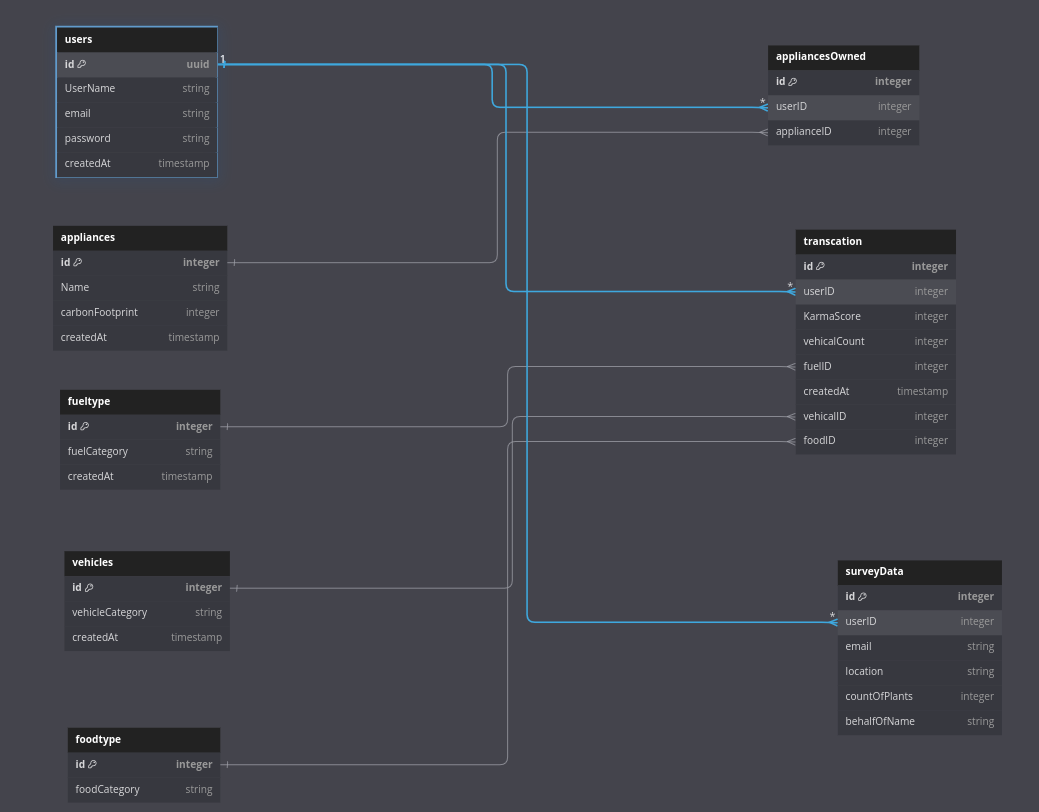 users
id uuid
UserName string
email string
password string
createdAt timestamp
1
appliancesOwned
id integer
* userID integer
applianceID integer
appliances
id integer
Name string
carbonFootprint integer
createdAt timestamp
transcation
id integer
* userID integer
KarmaScore integer
vehicalCount integer
fuelID integer
createdAt timestamp
vehicalID integer
foodID integer
fueltype
id integer
fuelCategory string
createdAt timestamp
vehicles
id integer
vehicleCategory string
createdAt timestamp
surveyData
id integer
* userID integer
email string
location string
countOfPlants integer
behalfOfName string
foodtype
id integer
foodCategory string